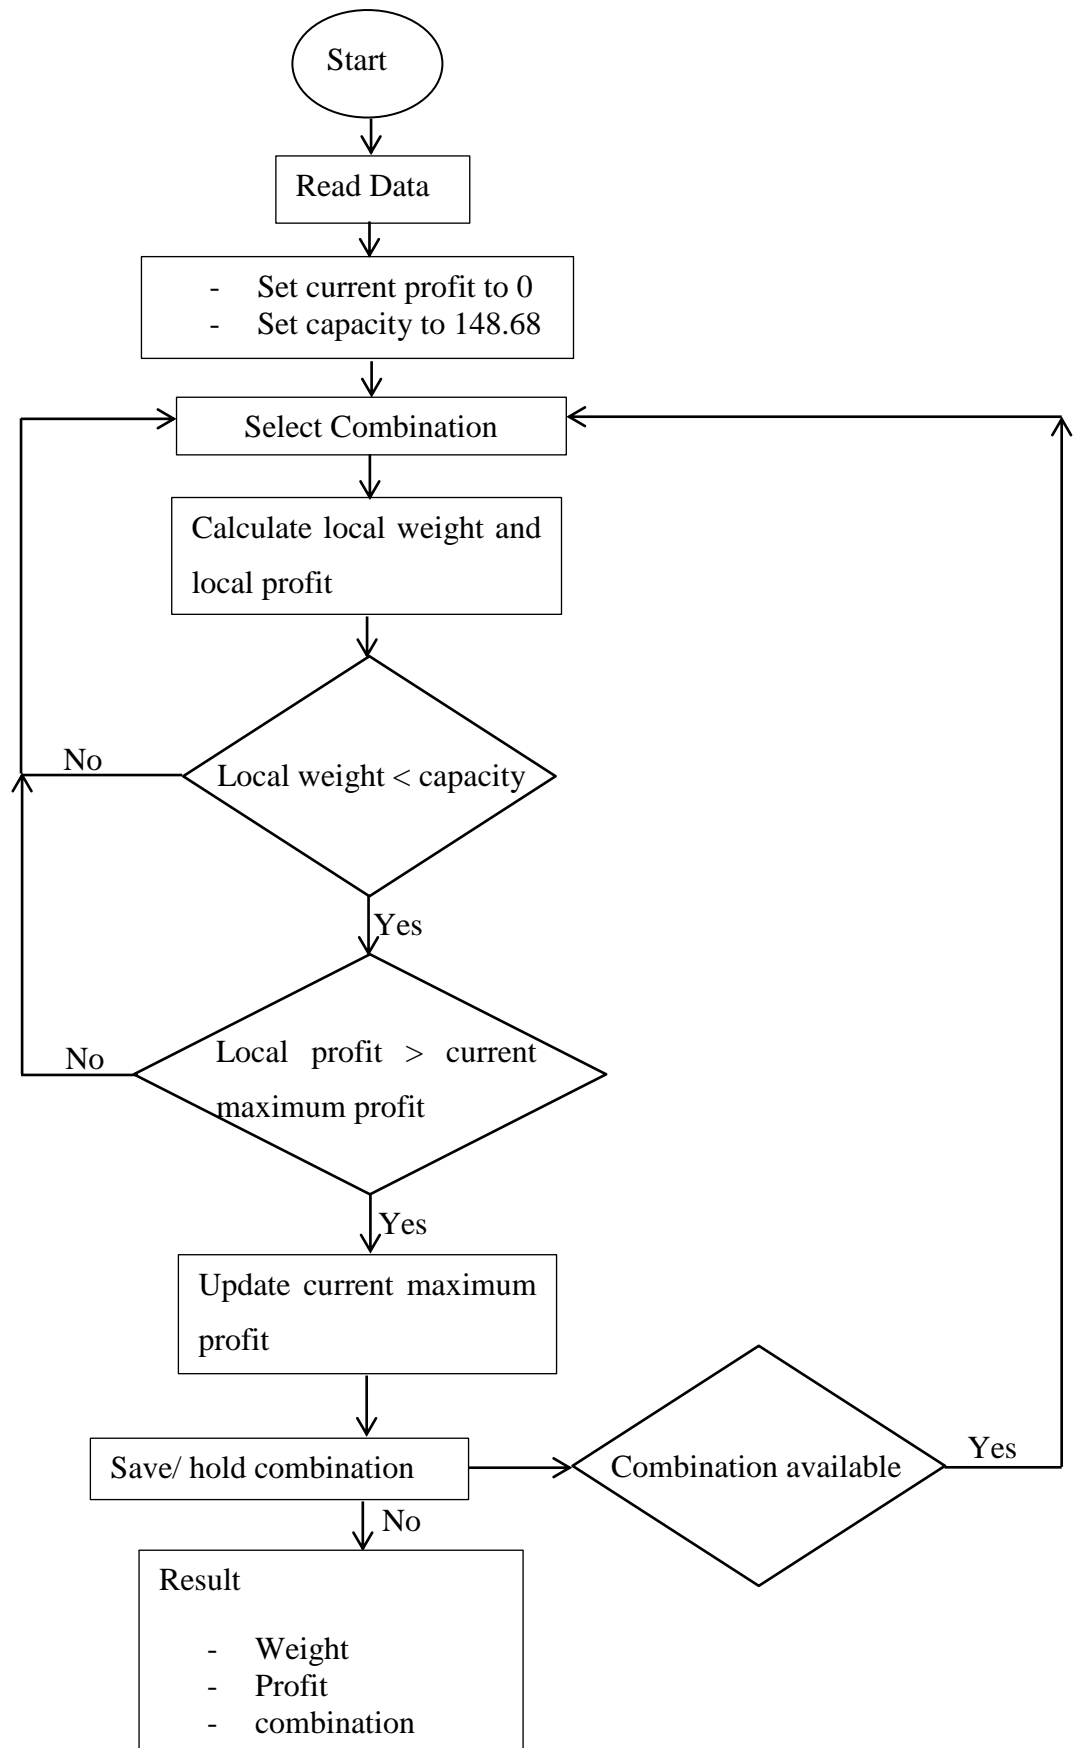 Start
Read Data
- Set current profit to 0
- Set capacity to 148.68
Select Combination
Calculate local weight and
local profit
No
Local weight < capacity
Yes
No
Local profit > current
maximum profit
Yes
Update current maximum
profit
Save/ hold combination
Combination available
Yes
No
Result
- Weight
- Profit
- combination